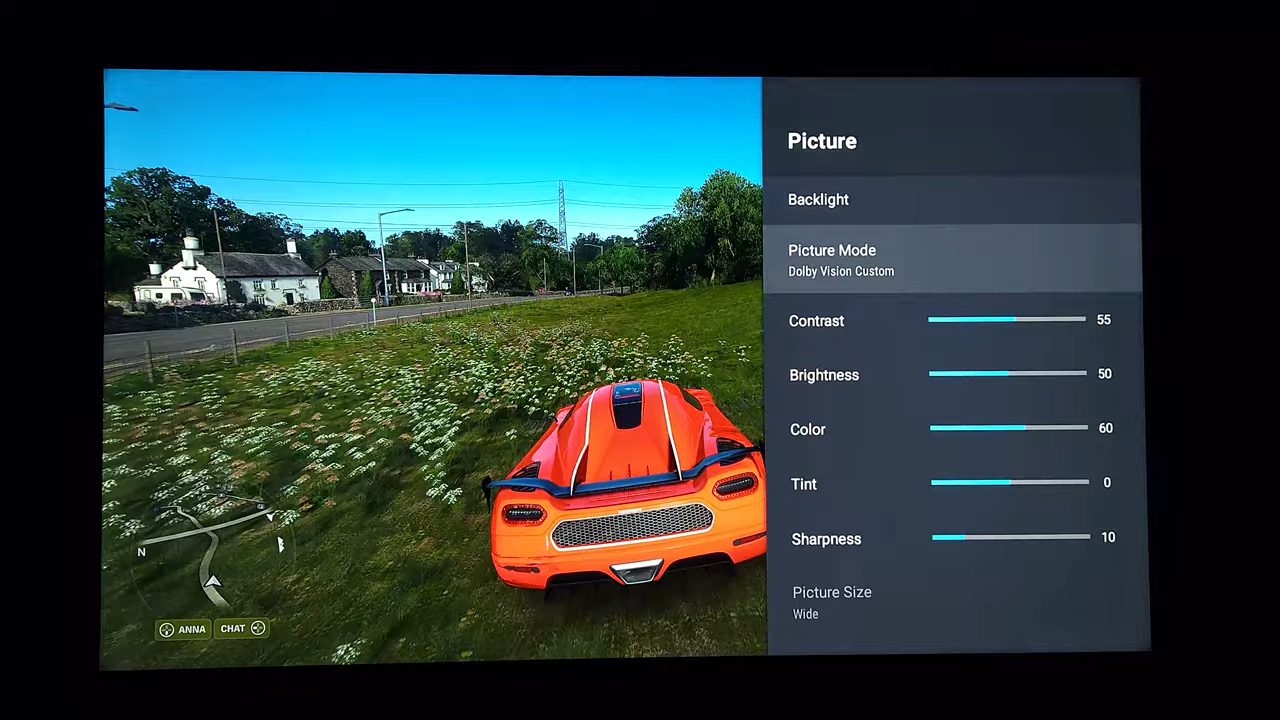 Picture
Backlight
Picture Mode
Dolby Vision Custom
Contrast 55
Brightness 50
Color 60
Tint 0
Sharpness 10
Picture Size
Wide
N
ANNA CHAT